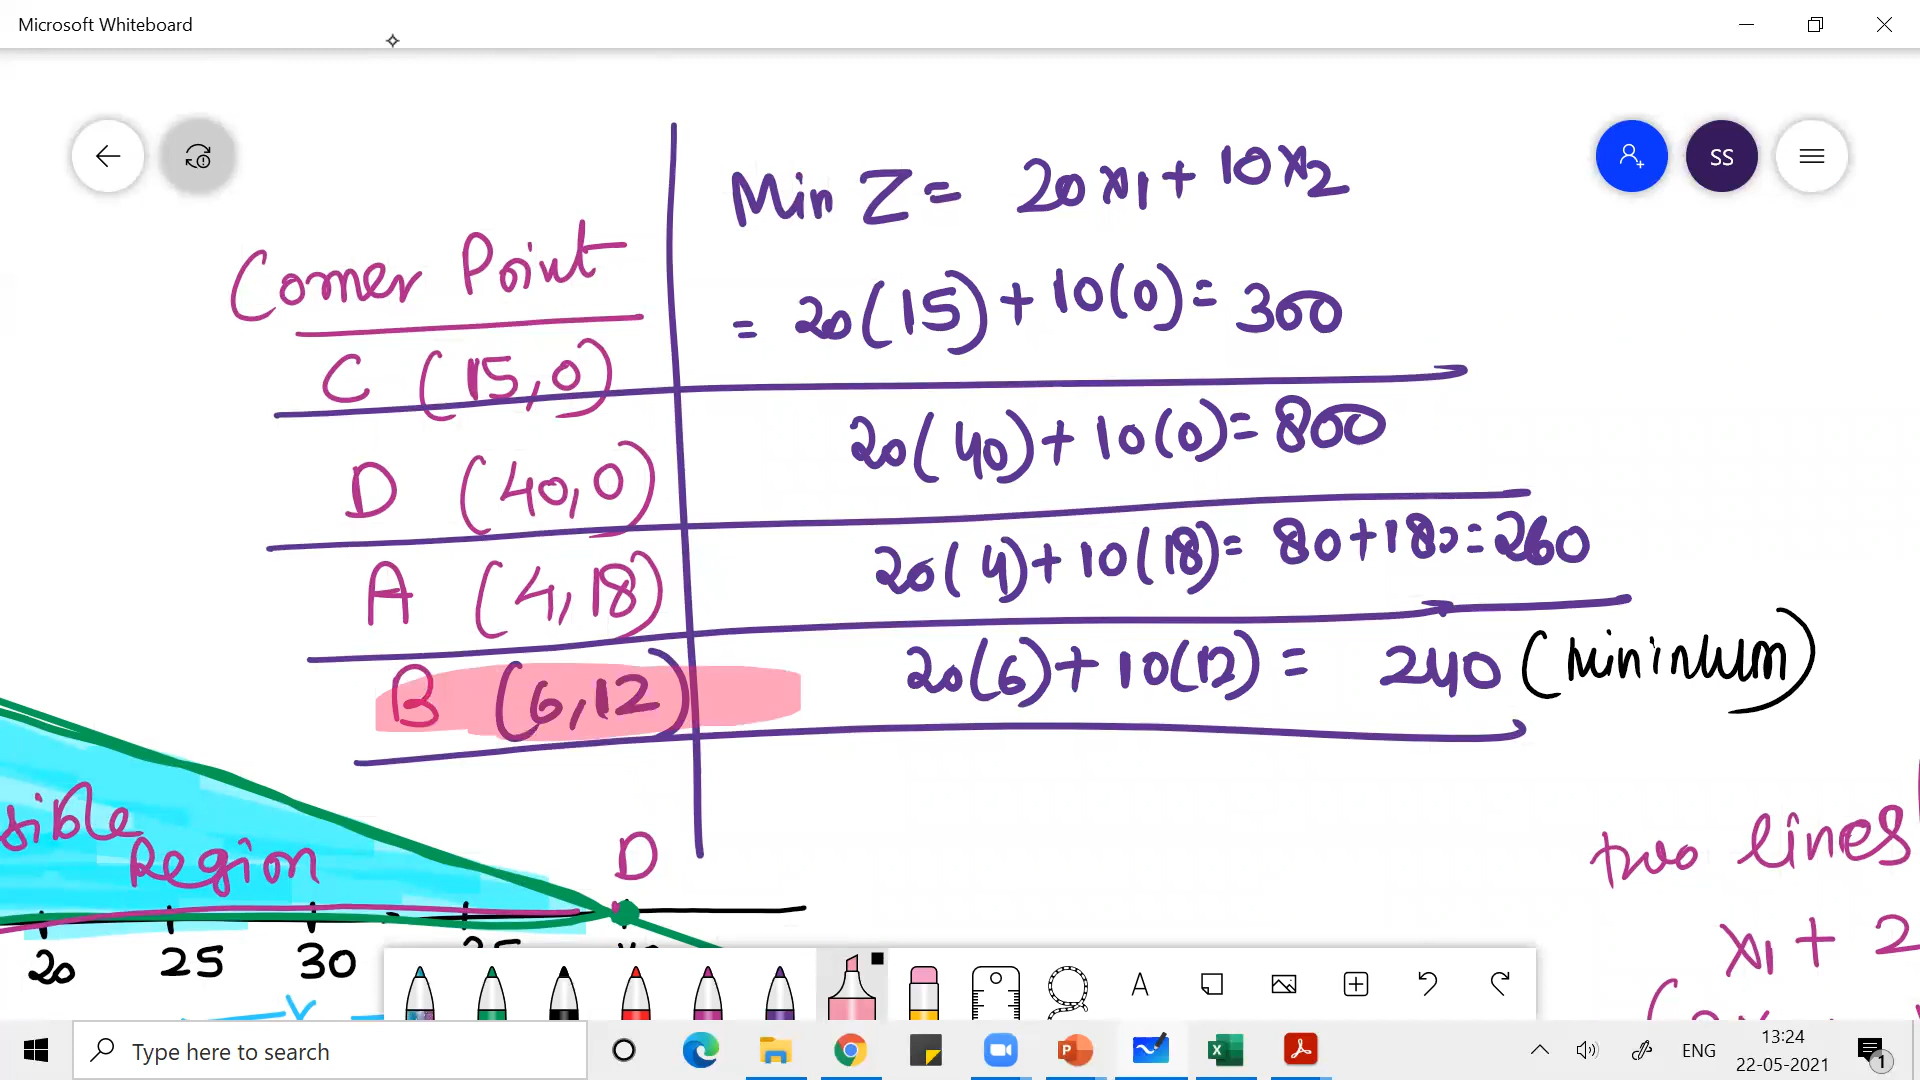 Microsoft Whiteboard
SS
Min Z = 20x1 + 10x2
Corner Point
= 20(15) + 10(0) = 300
C (15,0)
20(40) + 10(0) = 800
D (40,0)
20(4) + 10(18) = 80+180 = 260
A (4,18)
20(6) + 10(12) = 240 (minimum)
B (6,12)
sible
Region
D
two lines
x1 + 2
20 25 30
A
Type here to search
ENG
13:24
22-05-2021
1